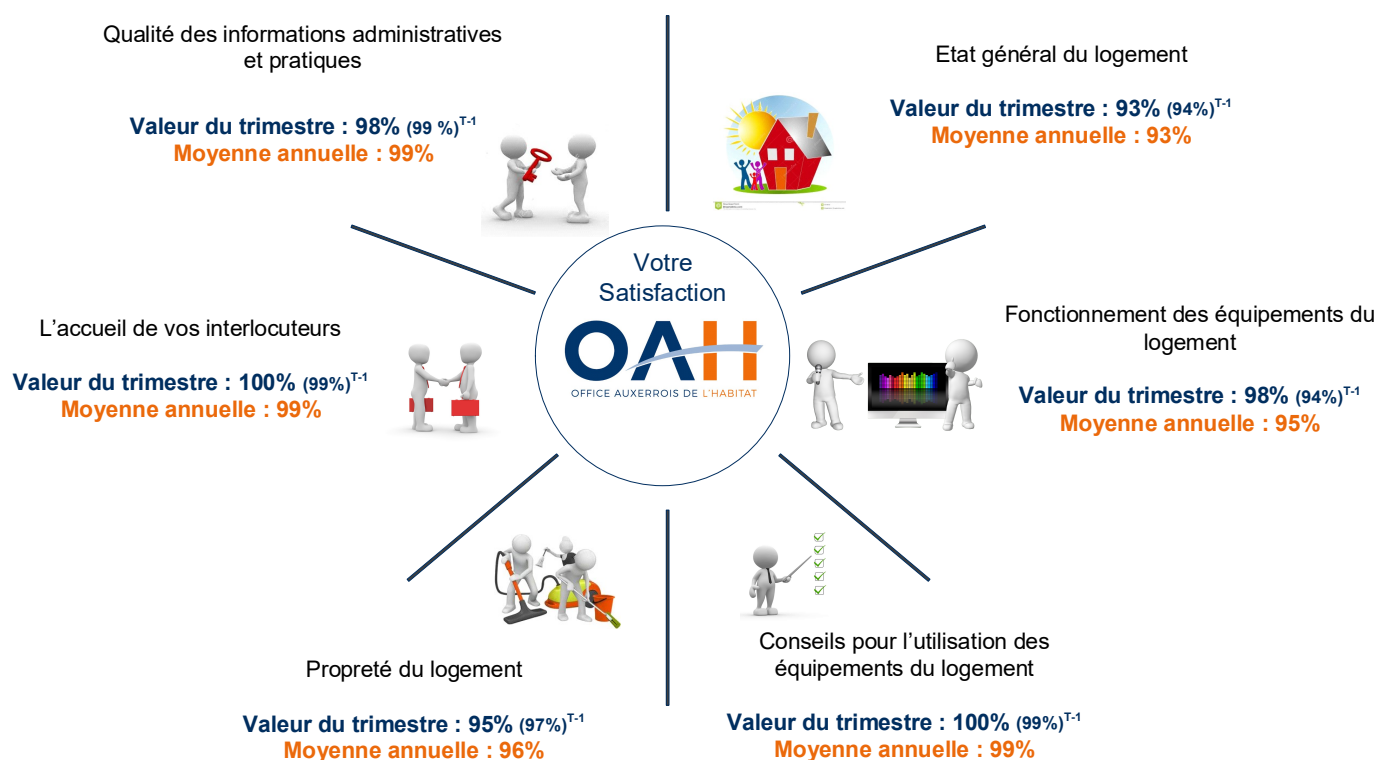 Qualité des informations administratives
et pratiques
Valeur du trimestre : 98% (99 %)T-1
Moyenne annuelle : 99%
Etat général du logement
Valeur du trimestre : 93% (94%)T-1
Moyenne annuelle : 93%
Votre
Satisfaction
OAH
OFFICE AUXERROIS DE L'HABITAT
L'accueil de vos interlocuteurs
Valeur du trimestre : 100% (99%)T-1
Moyenne annuelle : 99%
Fonctionnement des équipements du
logement
Valeur du trimestre : 98% (94%)T-1
Moyenne annuelle : 95%
Propreté du logement
Valeur du trimestre : 95% (97%)T-1
Moyenne annuelle : 96%
Conseils pour l'utilisation des
équipements du logement
Valeur du trimestre : 100% (99%)T-1
Moyenne annuelle : 99%